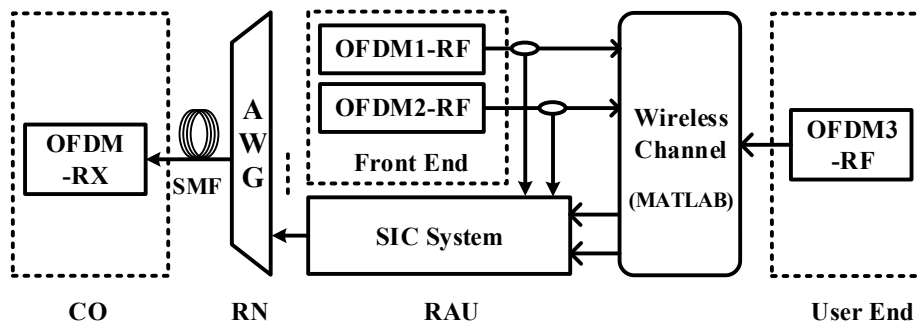 OFDM1-RF
OFDM2-RF
Front End
OFDM
-RX
SMF
A
W
G
SIC System
Wireless
Channel
(MATLAB)
OFDM3
-RF
CO
RN
RAU
User End